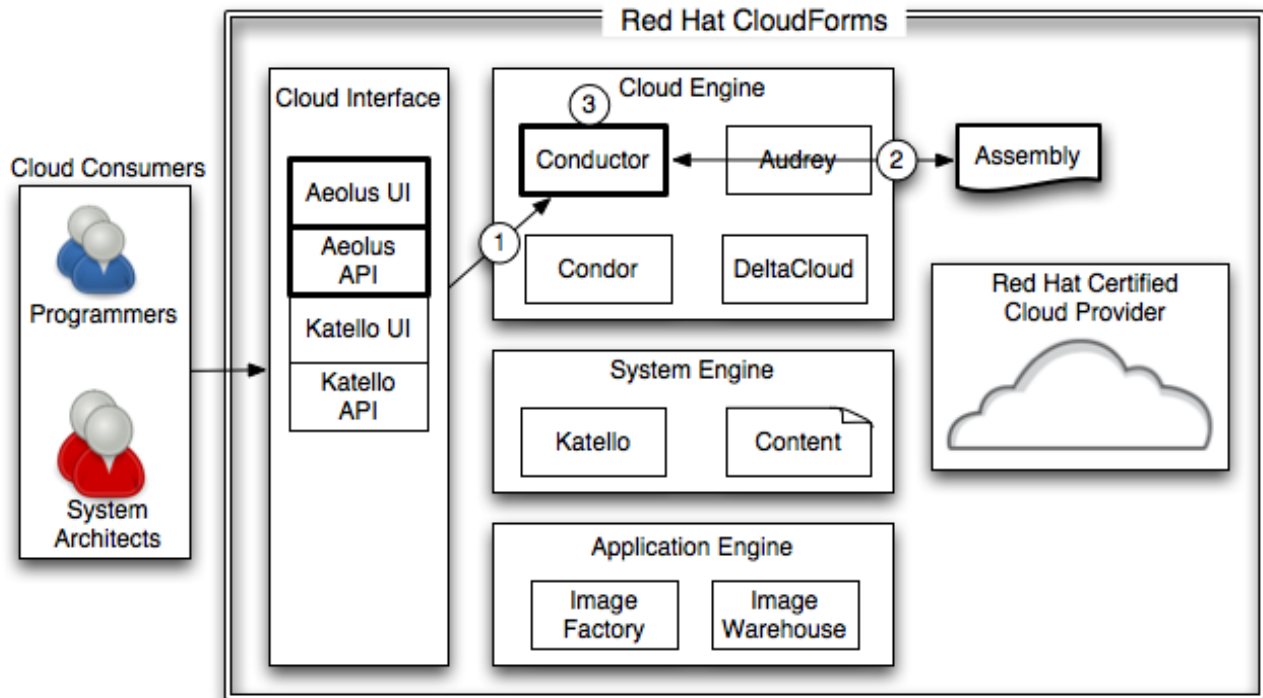 Red Hat CloudForms
Cloud Consumers
Programmers
System
Architects
Cloud Interface
Aeolus UI
Aeolus
API
Katello UI
Katello
API
1
Cloud Engine
3
Conductor
Audrey
2
Condor
DeltaCloud
Assembly
System Engine
Katello
Content
Application Engine
Image
Factory
Image
Warehouse
Red Hat Certified
Cloud Provider